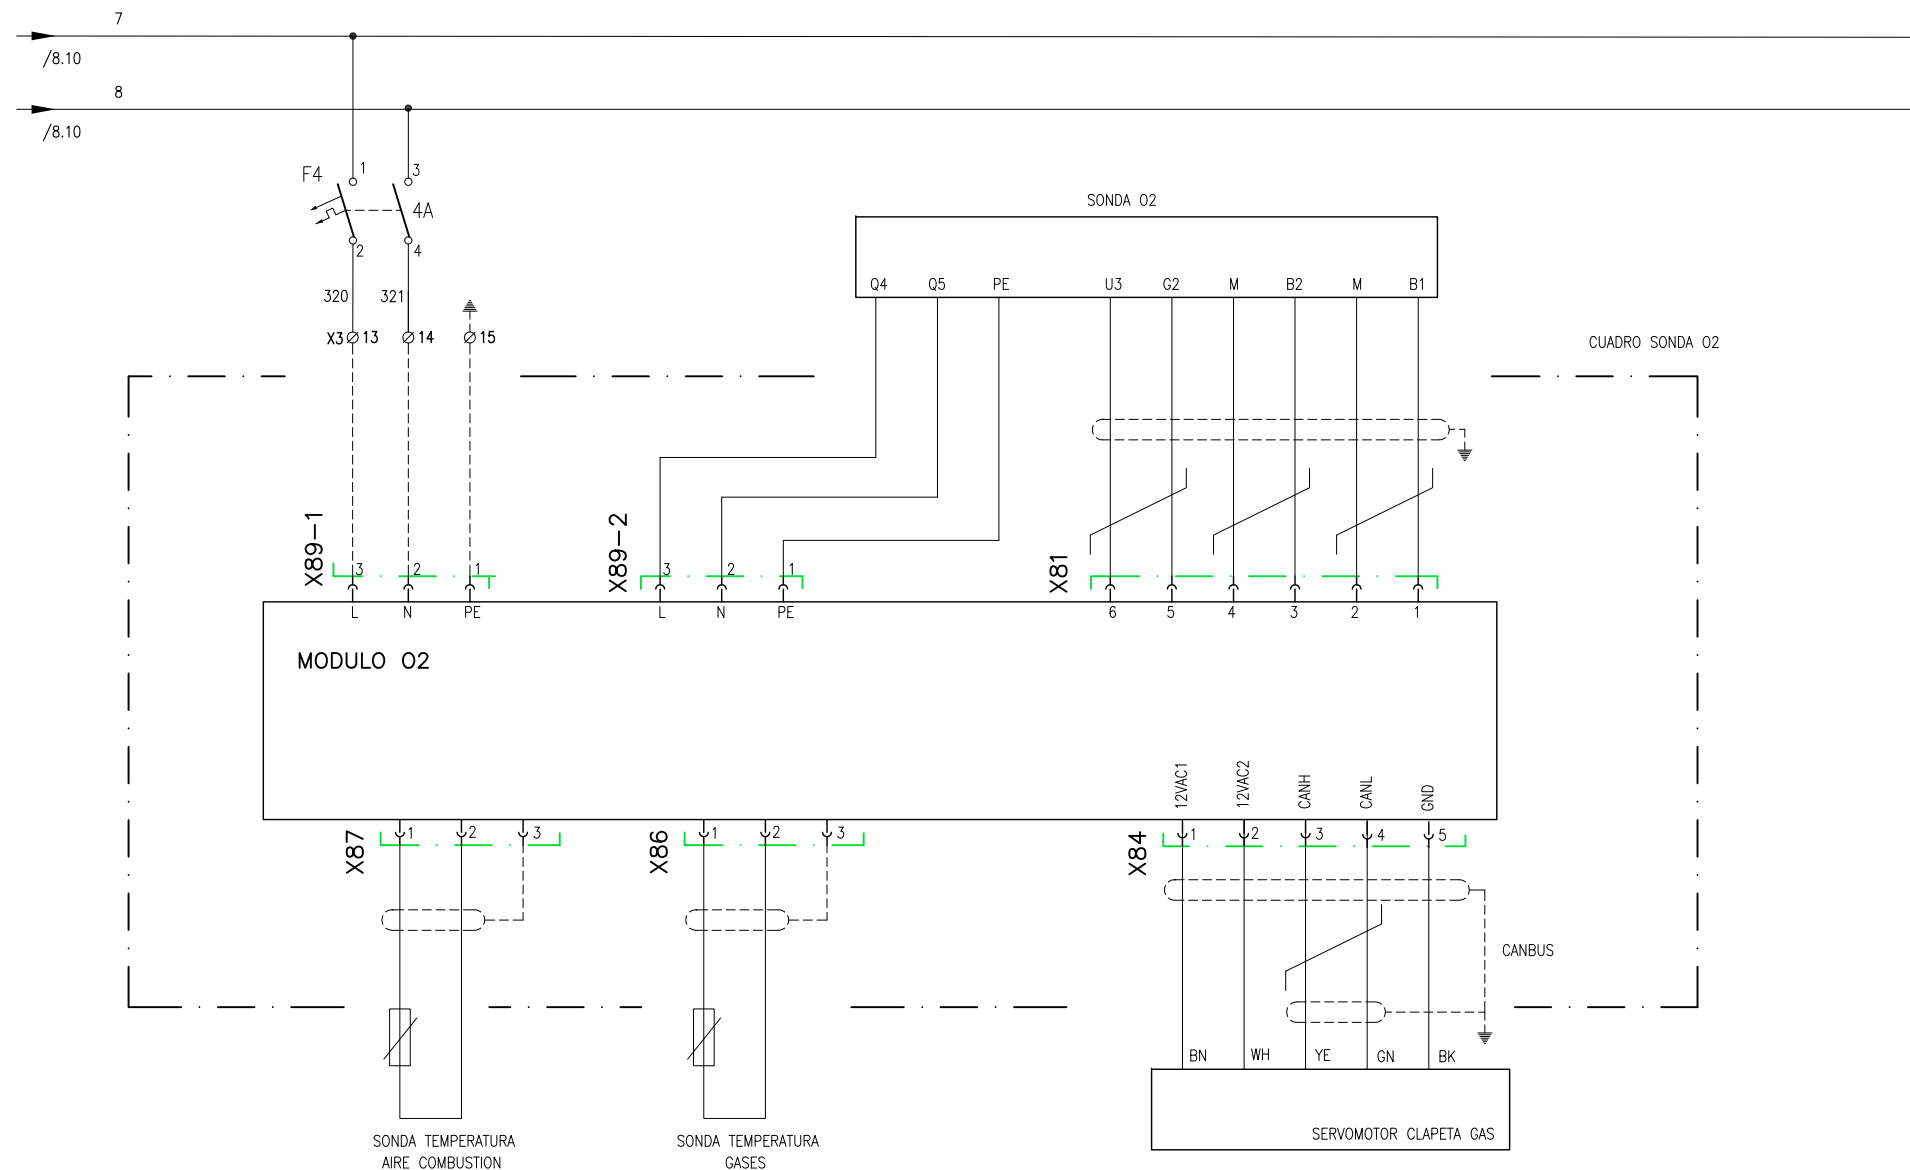 7
/8.10
8
/8.10
F4 1 3
4A
2 4
SONDA O2
Q4 Q5 PE U3 G2 M B2 M B1
320 321
X3 13 14 15
CUADRO SONDA O2
X89-1
3 2 1
X89-2
3 2 1
X81
L N PE L N PE 6 5 4 3 2 1
MODULO O2
12VAC1 12VAC2 CANH CANL GND
X87
1 2 3
X86
1 2 3
X84
1 2 3 4 5
CANBUS
BN WH YE GN BK
SERVOMOTOR CLAPETA GAS
SONDA TEMPERATURA
AIRE COMBUSTION
SONDA TEMPERATURA
GASES